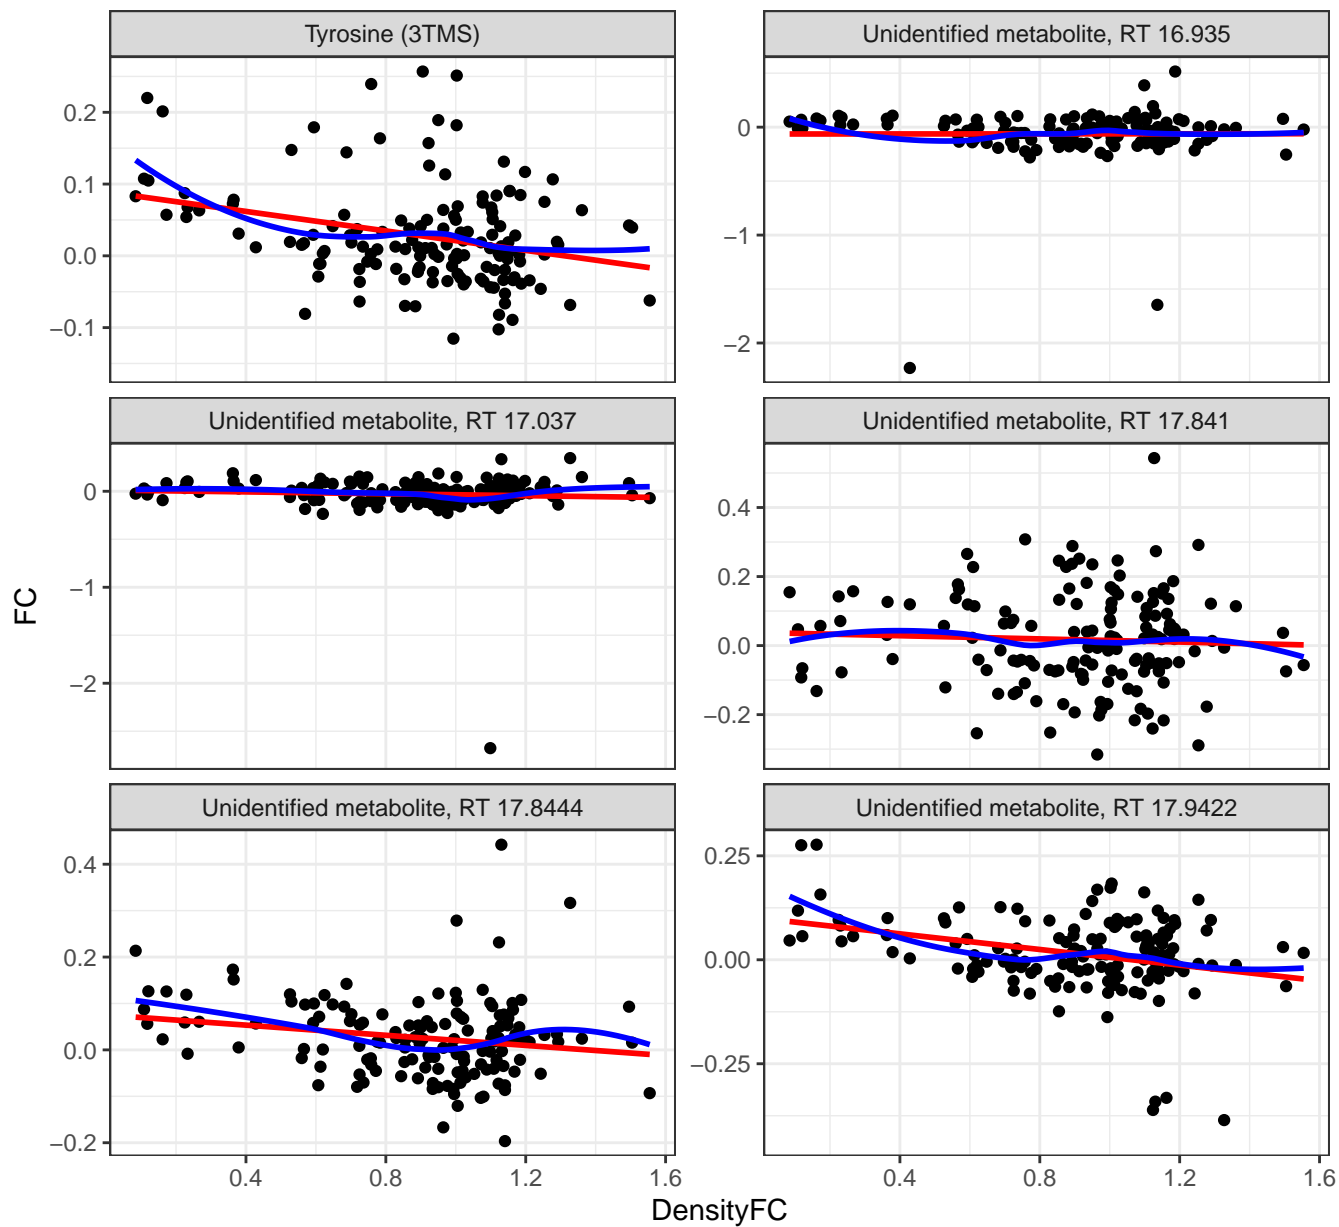 Tyrosine (3TMS)
Unidentified metabolite, RT 16.935
0.2
0.1
0.0
−0.1
0
−1
−2
Unidentified metabolite, RT 17.037
Unidentified metabolite, RT 17.841
0
−1
−2
0.4
0.2
0.0
−0.2
FC
Unidentified metabolite, RT 17.8444
Unidentified metabolite, RT 17.9422
0.4
0.2
0.0
−0.2
0.25
0.00
−0.25
0.4 0.8 1.2 1.6
0.4 0.8 1.2 1.6
DensityFC